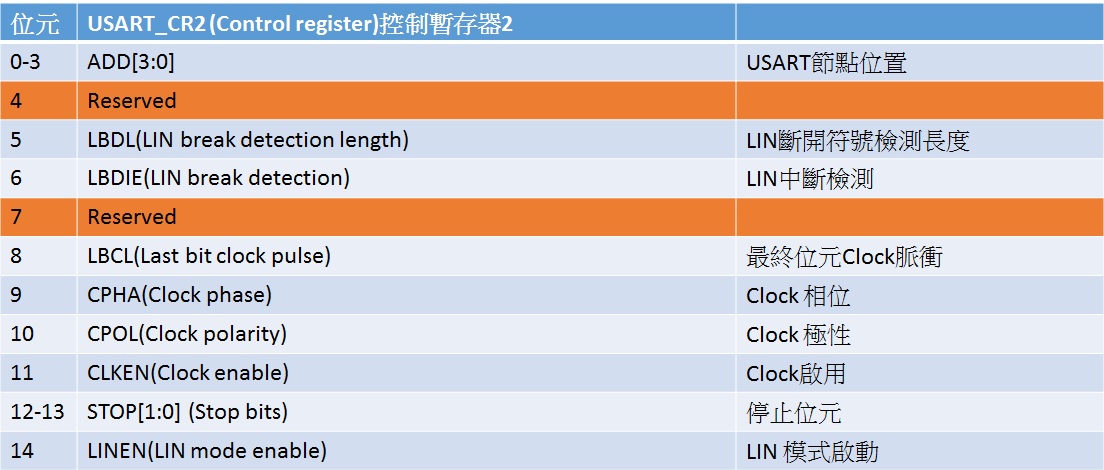 位元 USART_CR2 (Control register)控制暫存器2
0-3 ADD[3:0] USART節點位置
4 Reserved
5 LBDL(LIN break detection length) LIN斷開符號檢測長度
6 LBDIE(LIN break detection) LIN中斷檢測
7 Reserved
8 LBCL(Last bit clock pulse) 最終位元Clock脈衝
9 CPHA(Clock phase) Clock 相位
10 CPOL(Clock polarity) Clock 極性
11 CLKEN(Clock enable) Clock啟用
12-13 STOP[1:0] (Stop bits) 停止位元
14 LINEN(LIN mode enable) LIN 模式啟動